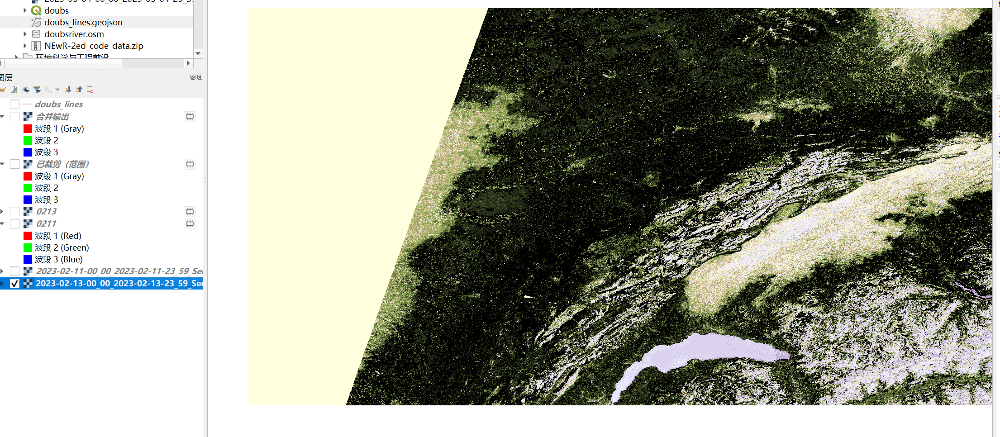 doubs
doubs_lines.geojson
doubsriver.osm
NEwR-2ed_code_data.zip
环境科学与工程前沿
图层
doubs_lines
合并输出
波段 1 (Gray)
波段 2
波段 3
已裁剪（范围）
波段 1 (Gray)
波段 2
波段 3
0213
0211
波段 1 (Red)
波段 2 (Green)
波段 3 (Blue)
2023-02-11-00_00_2023-02-11-23_59_Se
2023-02-13-00_00_2023-02-13-23_59_Se